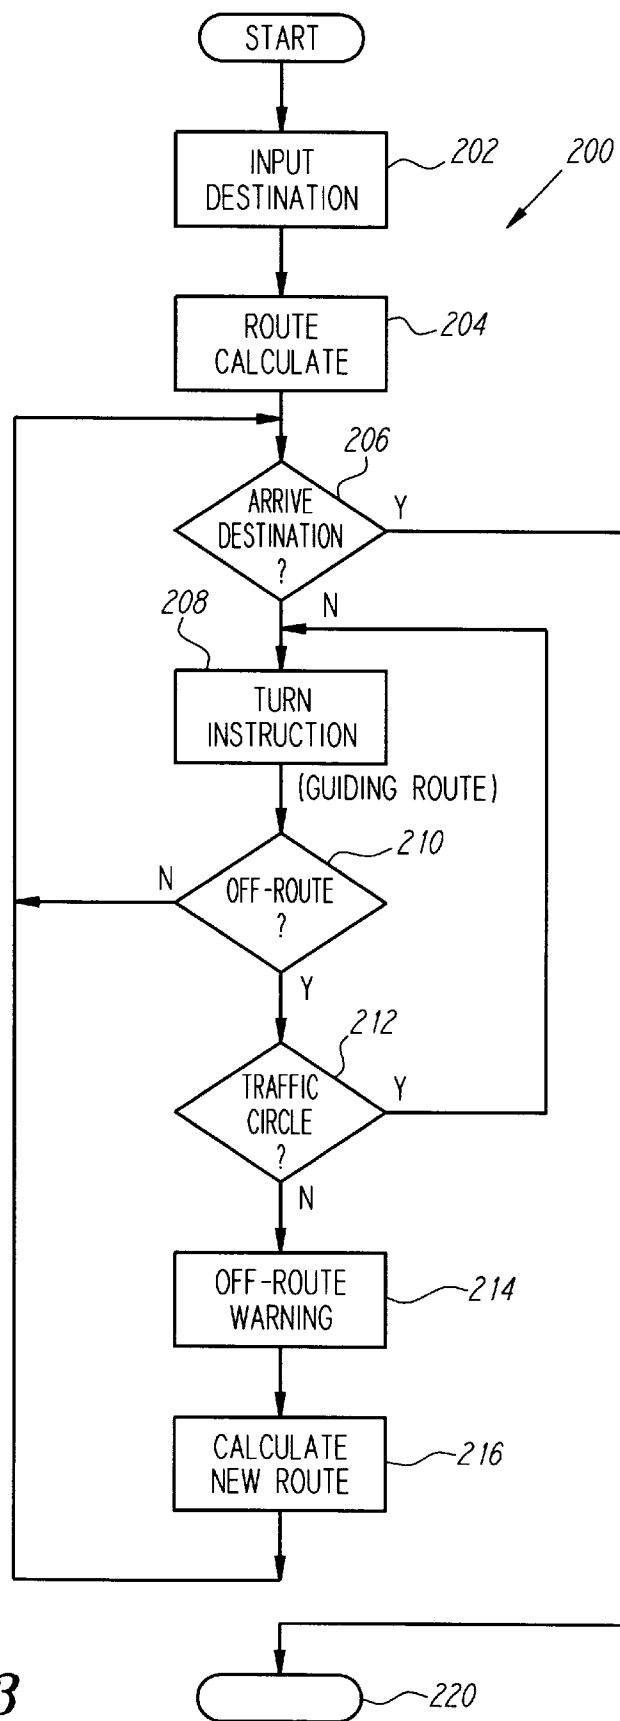 START
INPUT
DESTINATION
202
200
ROUTE
CALCULATE
204
206
ARRIVE
DESTINATION
?
Y
N
208
TURN
INSTRUCTION
(GUIDING ROUTE)
210
N
OFF-ROUTE
?
Y
212
TRAFFIC
CIRCLE
?
Y
N
OFF-ROUTE
WARNING
214
CALCULATE
NEW ROUTE
216
220